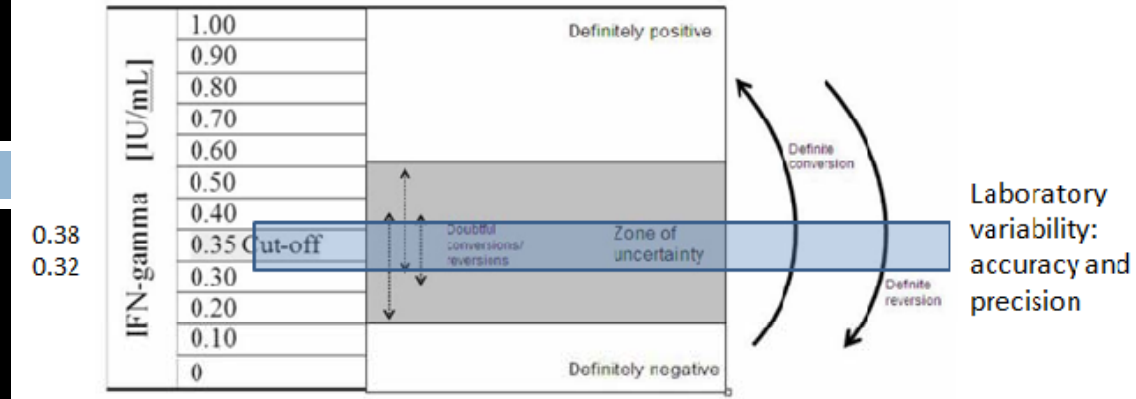 IFN-gamma [IU/mL]
1.00
0.90
0.80
0.70
0.60
0.50
0.40
0.35 Cut-off
0.30
0.20
0.10
0
0.38
0.32
Definitely positive
Doubtful
conversions/
reversions
Zone of
uncertainty
Definitely negative
Definite
conversion
Definite
reversion
Laboratory
variability:
accuracy and
precision